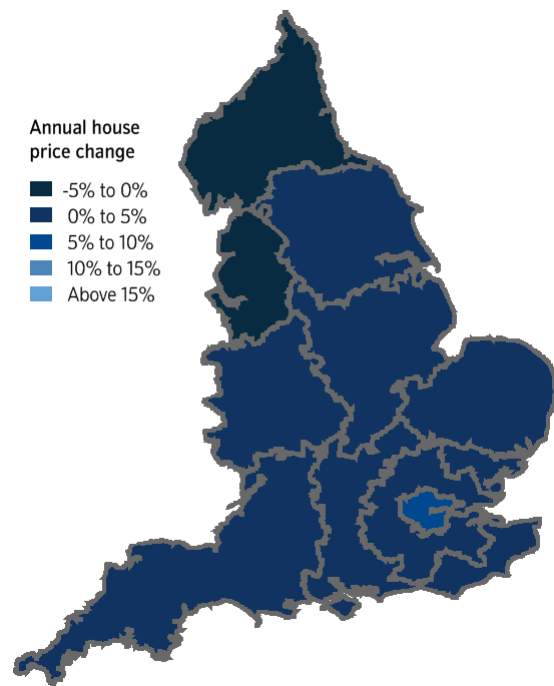 Annual house
price change
-5% to 0%
0% to 5%
5% to 10%
10% to 15%
Above 15%